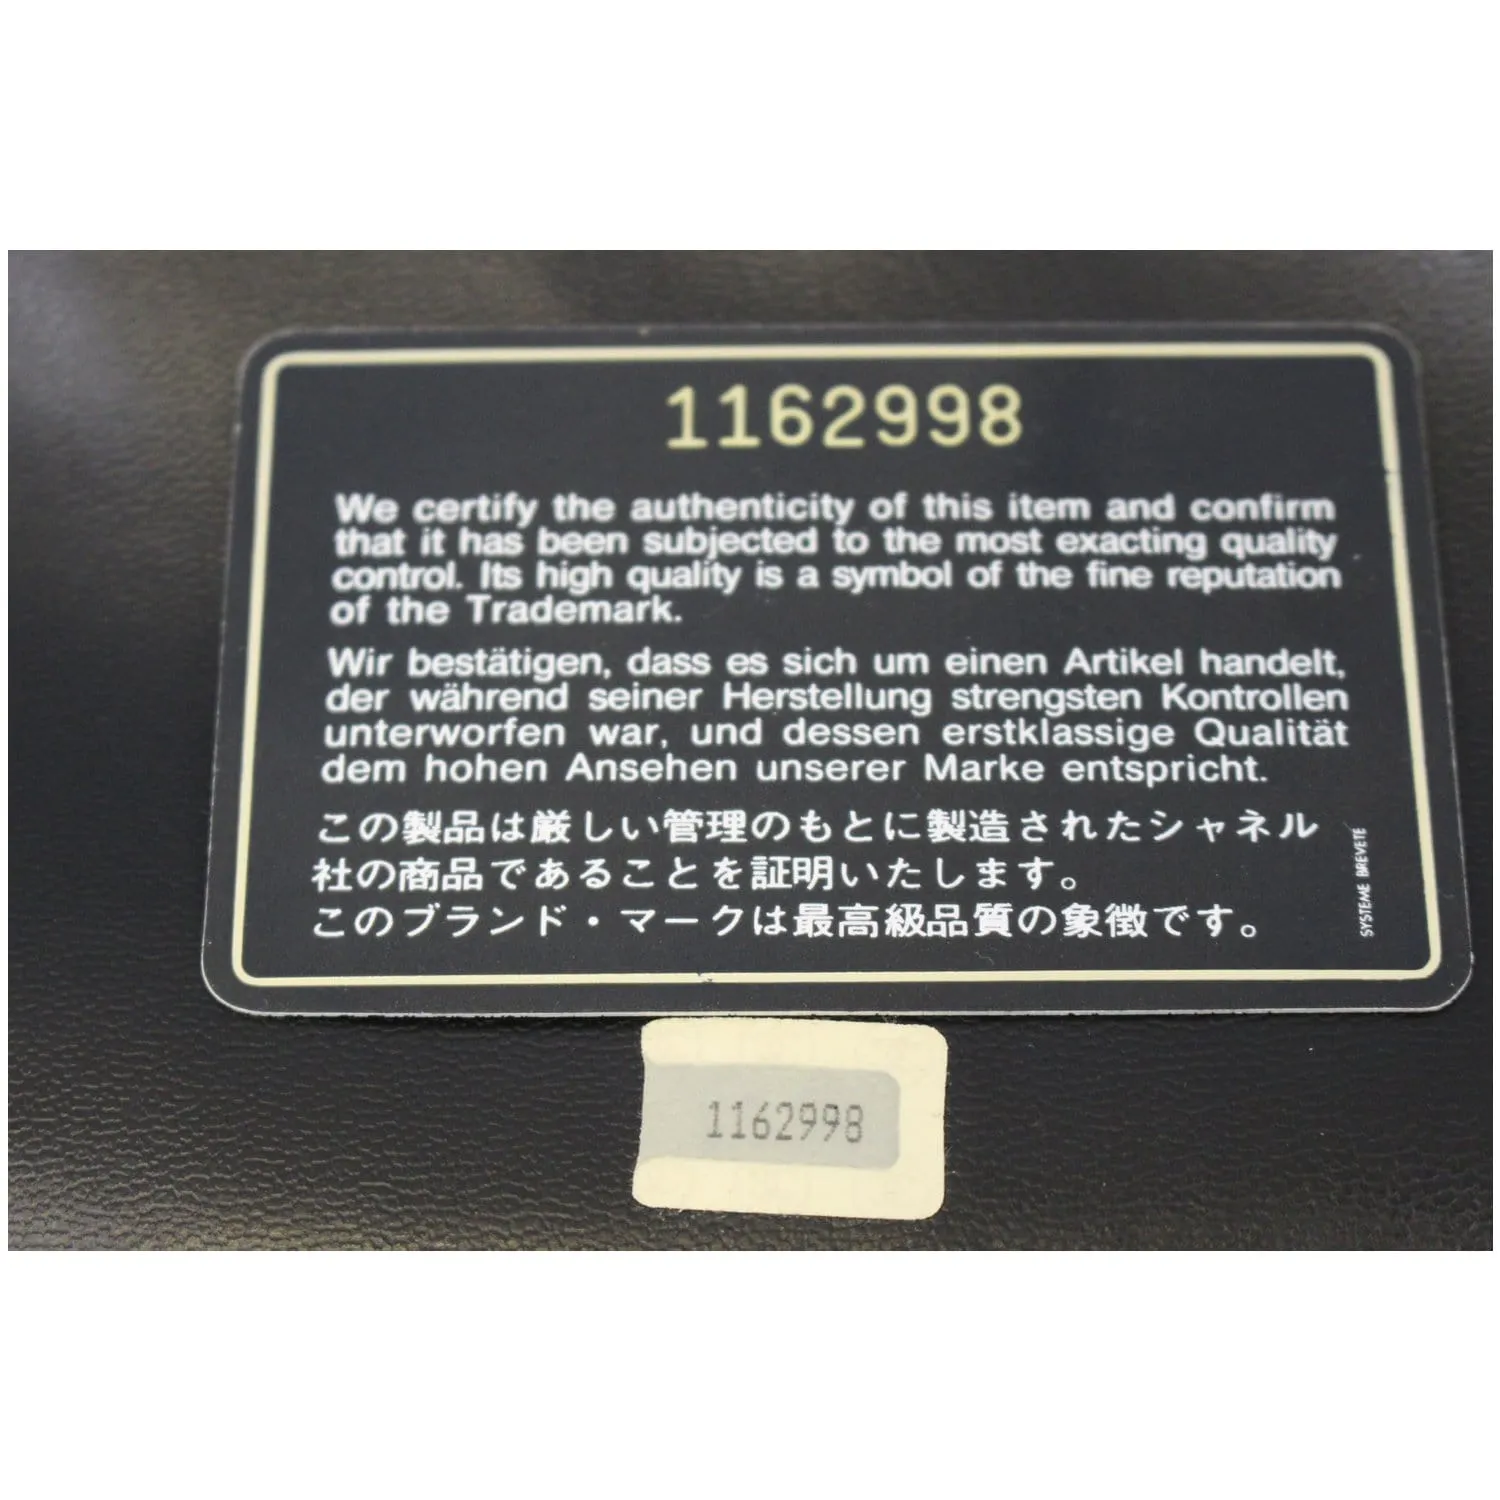 1162998
We certify the authenticity of this item and confirm
that it has been subjected to the most exacting quality
control. Its high quality is a symbol of the fine reputation
of the Trademark.
Wir bestätigen, dass es sich um einen Artikel handelt,
der während seiner Herstellung strengsten Kontrollen
unterworfen war, und dessen erstklassige Qualität
dem hohen Ansehen unserer Marke entspricht.
この製品は厳しい管理のもとに製造されたシャネル
社の商品であることを証明いたします。
このブランド・マークは最高級品質の象徴です。
SYSTEME BREVETE
1162998